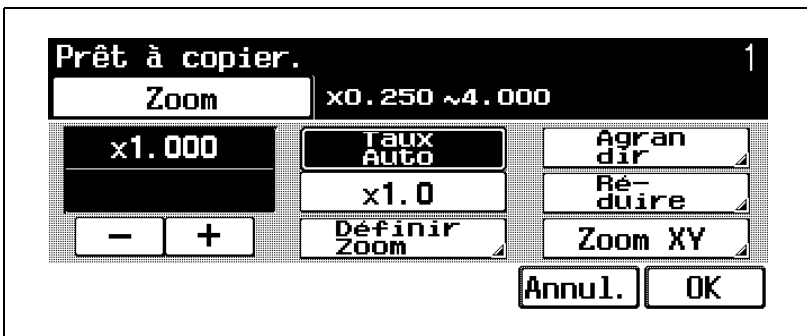 Prêt à copier. 1
Zoom x0.250 ~4.000
x1.000
Taux
Auto
Agran
dir
x1.0
Ré-
duire
- +
Définir
Zoom
Zoom XY
Annul. OK